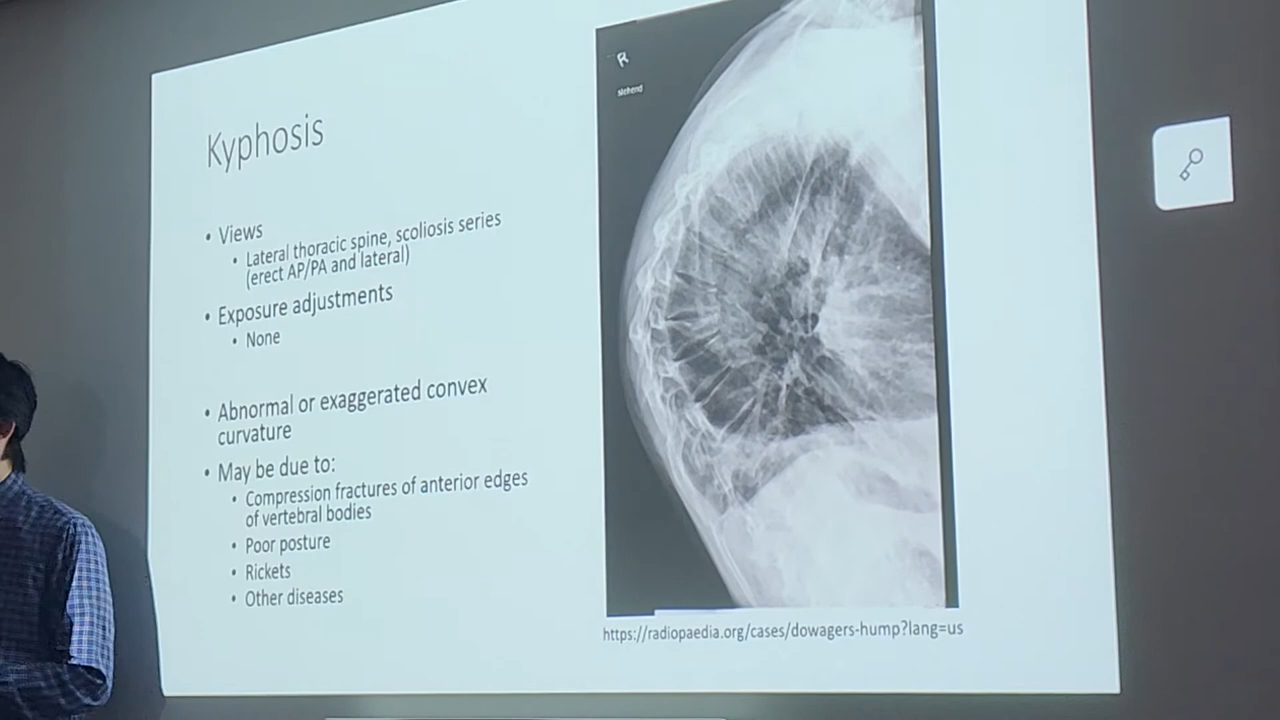 Kyphosis
• Views
• Lateral thoracic spine, scoliosis series
(erect AP/PA and lateral)
• Exposure adjustments
• None
• Abnormal or exaggerated convex
curvature
• May be due to:
• Compression fractures of anterior edges
of vertebral bodies
• Poor posture
• Rickets
• Other diseases
R
stehend
https://radiopaedia.org/cases/dowagers-hump?lang=us